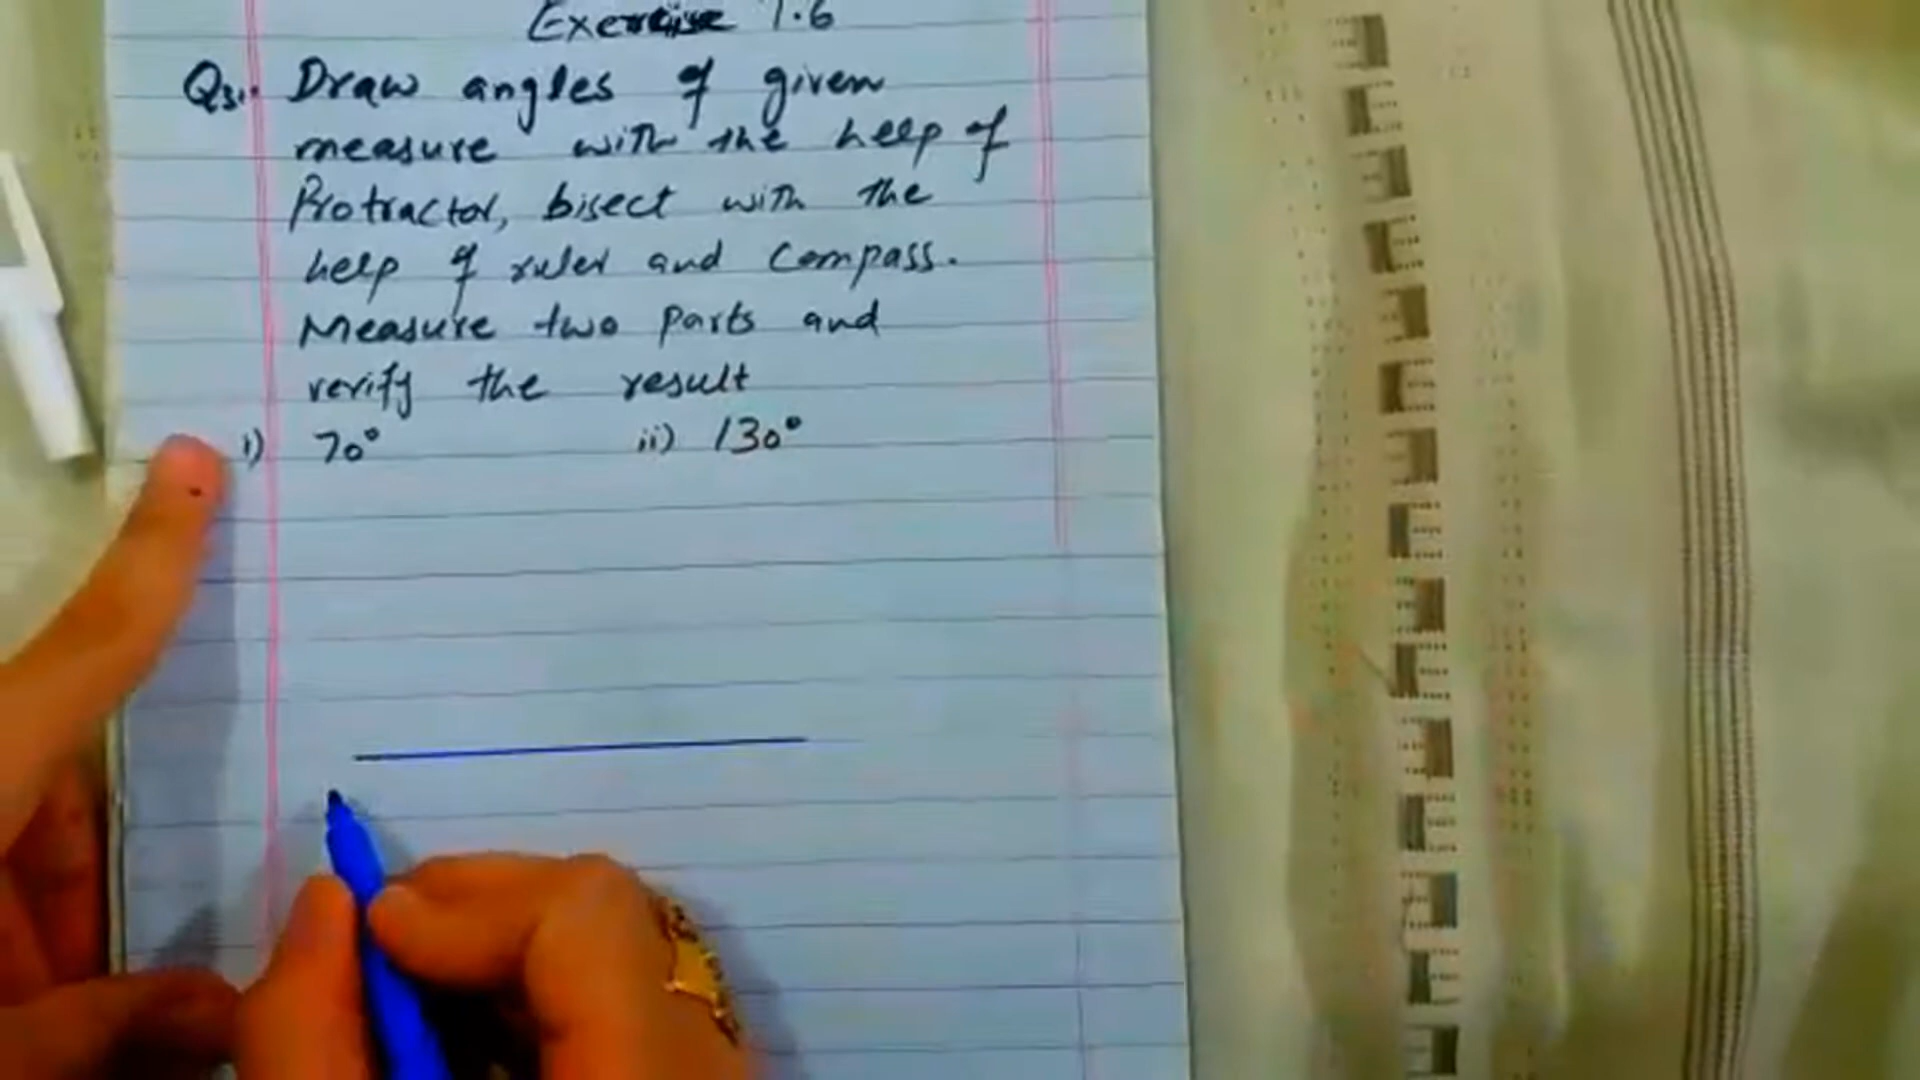 Exercise 7.6
Q3:- Draw angles of given
measure with the help of
Protractor, bisect with the
help of ruler and Compass.
Measure two parts and
verify the result
i) 70° ii) 130°